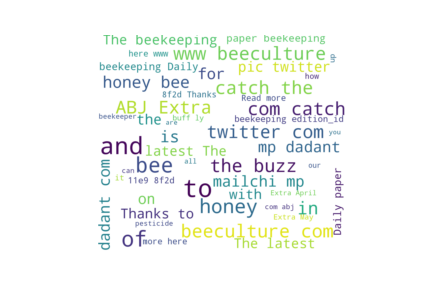 The beekeeping paper beekeeping
here www www beeculture up
beekeeping Daily pic twitter
honey bee for catch the how
8f2d Thanks Read more
ABJ Extra com catch
beekeeper the are buff ly beekeeping edition_id
is twitter com you
latest The mp dadant
and bee all the buzz our
can it 11e9 8f2d to mailchi mp
with Extra April
dadant com on honey com abj in Daily paper
Thanks to Extra May
pesticide
of beeculture com
more here The latest